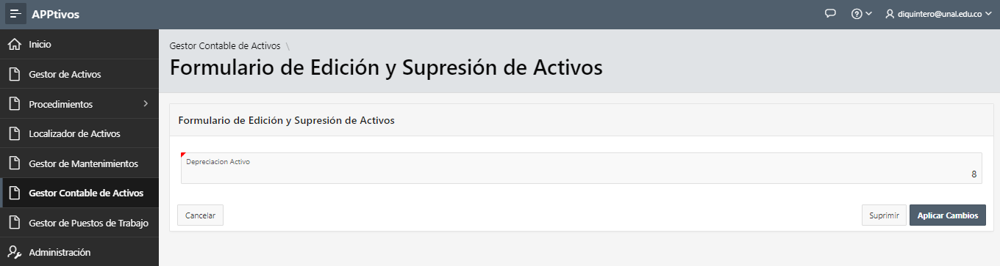 APPtivos
diquintero@unal.edu.co
Inicio
Gestor de Activos
Procedimientos
Localizador de Activos
Gestor de Mantenimientos
Gestor Contable de Activos
Gestor de Puestos de Trabajo
Administración
Gestor Contable de Activos \
Formulario de Edición y Supresión de Activos
Formulario de Edición y Supresión de Activos
Depreciacion Activo
8
Cancelar
Suprimir
Aplicar Cambios